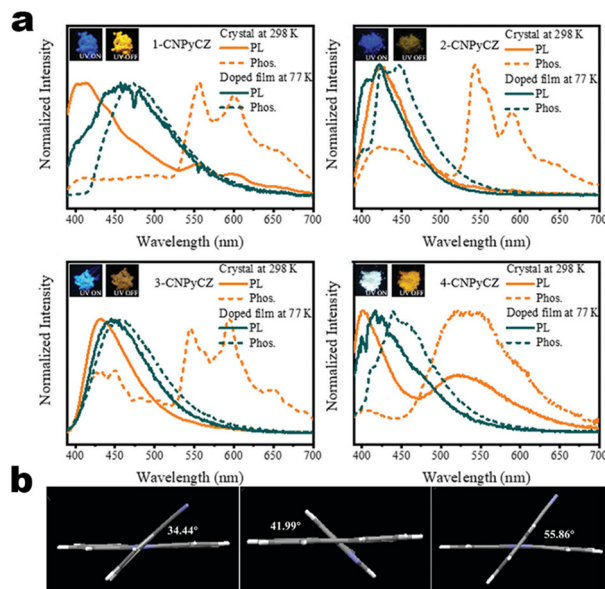 a
1-CNPyCZ
UV ON UV OFF
Crystal at 298 K
PL
Phos.
Doped film at 77 K
PL
Phos.
Normalized Intensity
400 450 500 550 600 650 700
Wavelength (nm)
2-CNPyCZ
UV ON UV OFF
Crystal at 298 K
PL
Phos.
Doped film at 77 K
PL
Phos.
Normalized Intensity
400 450 500 550 600 650 700
Wavelength (nm)
3-CNPyCZ
UV ON UV OFF
Crystal at 298 K
PL
Phos.
Doped film at 77 K
PL
Phos.
Normalized Intensity
400 450 500 550 600 650 700
Wavelength (nm)
4-CNPyCZ
UV ON UV OFF
Crystal at 298 K
PL
Phos.
Doped film at 77 K
PL
Phos.
Normalized Intensity
400 450 500 550 600 650 700
Wavelength (nm)
b
34.44°
41.99°
55.86°